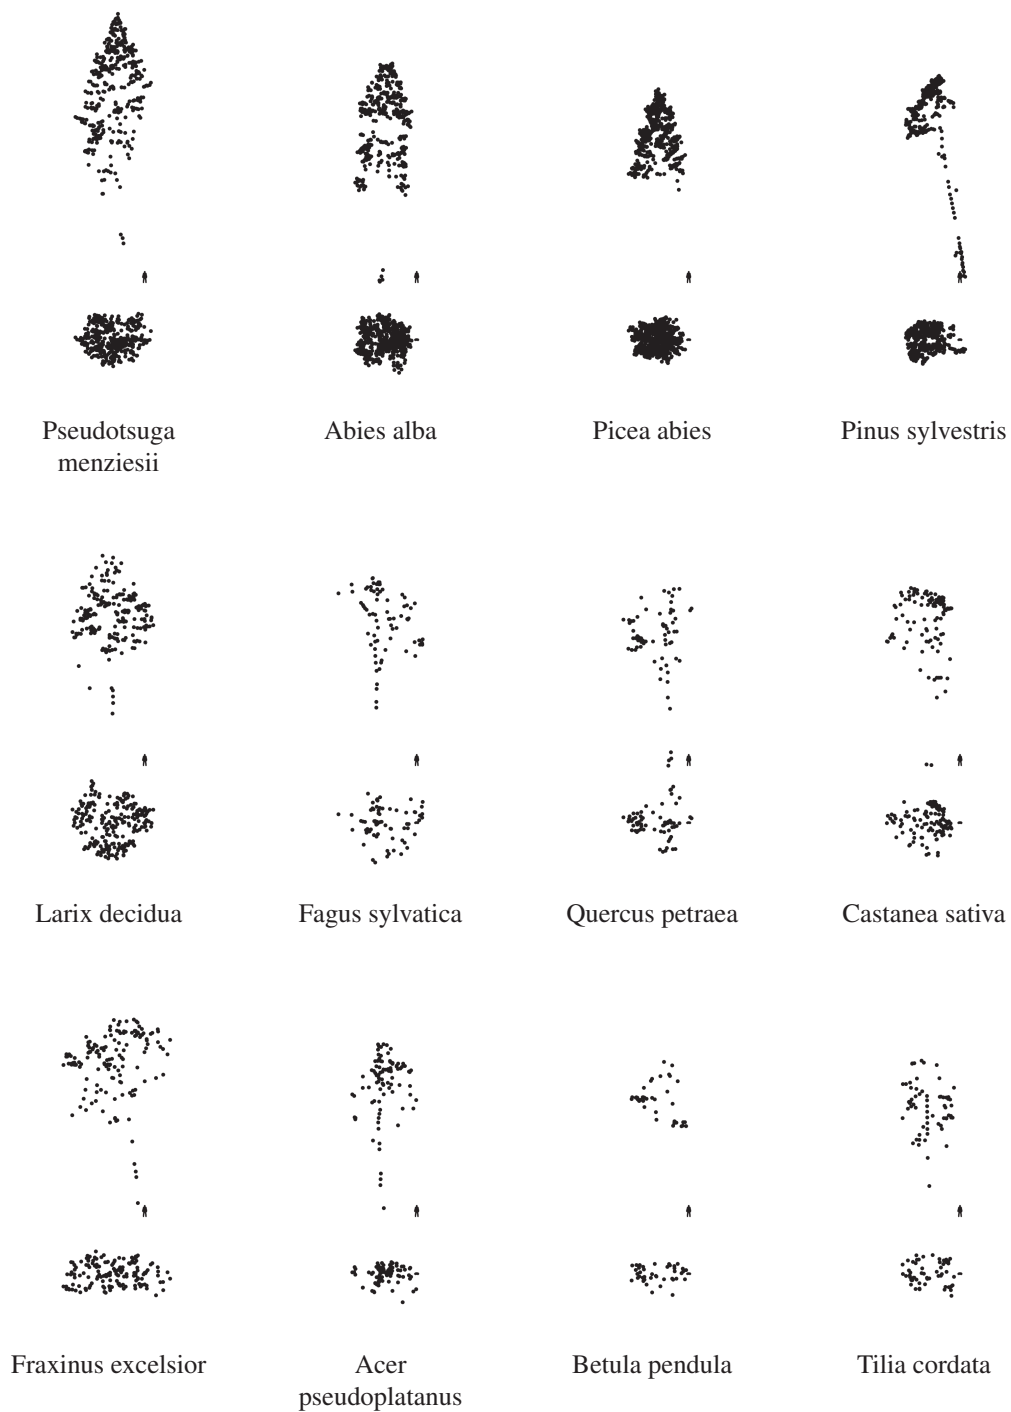 Pseudotsuga
menziesii
Abies alba
Picea abies
Pinus sylvestris
Larix decidua
Fagus sylvatica
Quercus petraea
Castanea sativa
Fraxinus excelsior
Acer
pseudoplatanus
Betula pendula
Tilia cordata